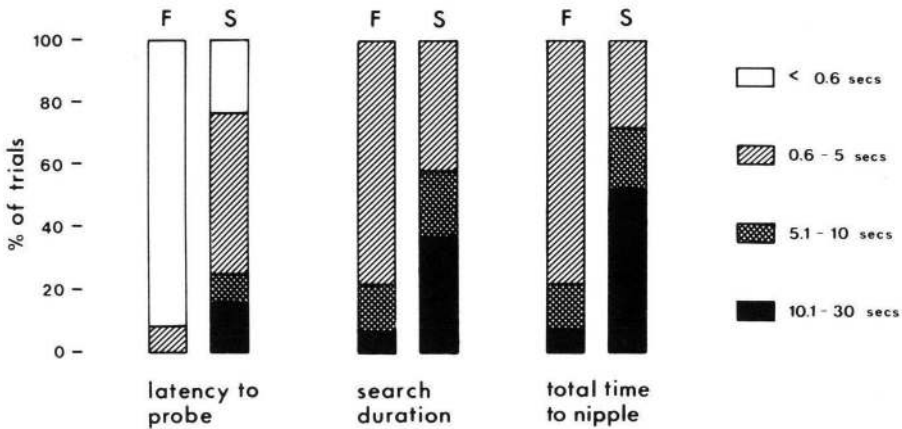 F S F S F S
100
80
60
40
20
0
% of trials
latency to
probe
search
duration
total time
to nipple
< 0.6 secs
0.6 - 5 secs
5.1 - 10 secs
10.1 - 30 secs